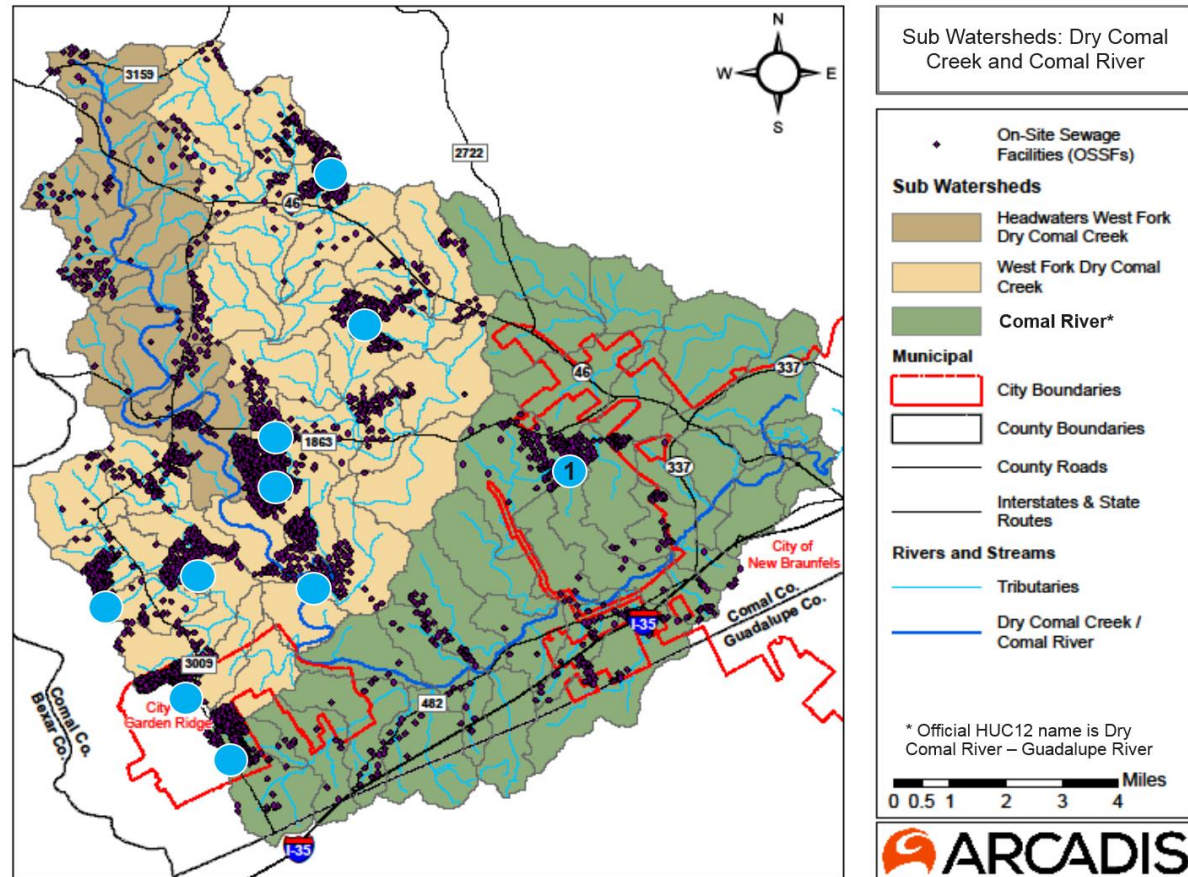 N
W
E
S
3159
2722
46
46
337
1863
1
337
City of
New Braunfels
I-35
Comal Co.
Guadalupe Co.
3009
City
Garden Ridge
482
Comal Co.
Bexar Co.
I-35
Sub Watersheds: Dry Comal
Creek and Comal River
On-Site Sewage
Facilities (OSSFs)
Sub Watersheds
Headwaters West Fork
Dry Comal Creek
West Fork Dry Comal
Creek
Comal River*
Municipal
City Boundaries
County Boundaries
County Roads
Interstates & State
Routes
Rivers and Streams
Tributaries
Dry Comal Creek /
Comal River
* Official HUC12 name is Dry
Comal River – Guadalupe River
Miles
0 0.5 1 2 3 4
ARCADIS